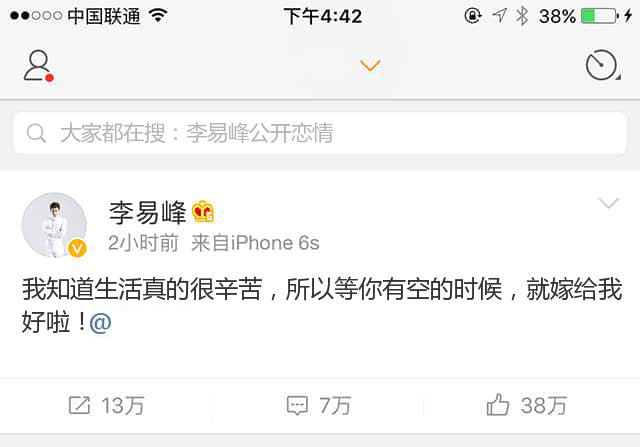 中国联通 下午4:42 38%
大家都在搜：李易峰公开恋情
李易峰
2小时前 来自iPhone 6s
我知道生活真的很辛苦，所以等你有空的时候，就嫁给我
好啦！@
13万 7万 38万